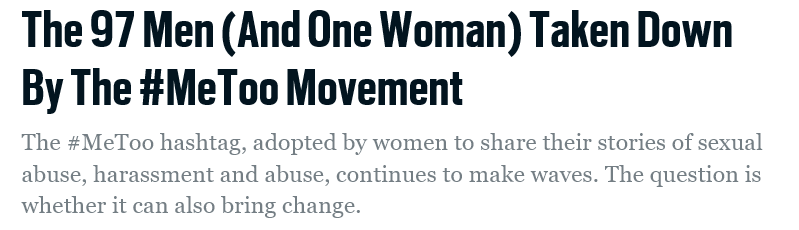 The 97 Men (And One Woman) Taken Down
By The #MeToo Movement
The #MeToo hashtag, adopted by women to share their stories of sexual
abuse, harassment and abuse, continues to make waves. The question is
whether it can also bring change.